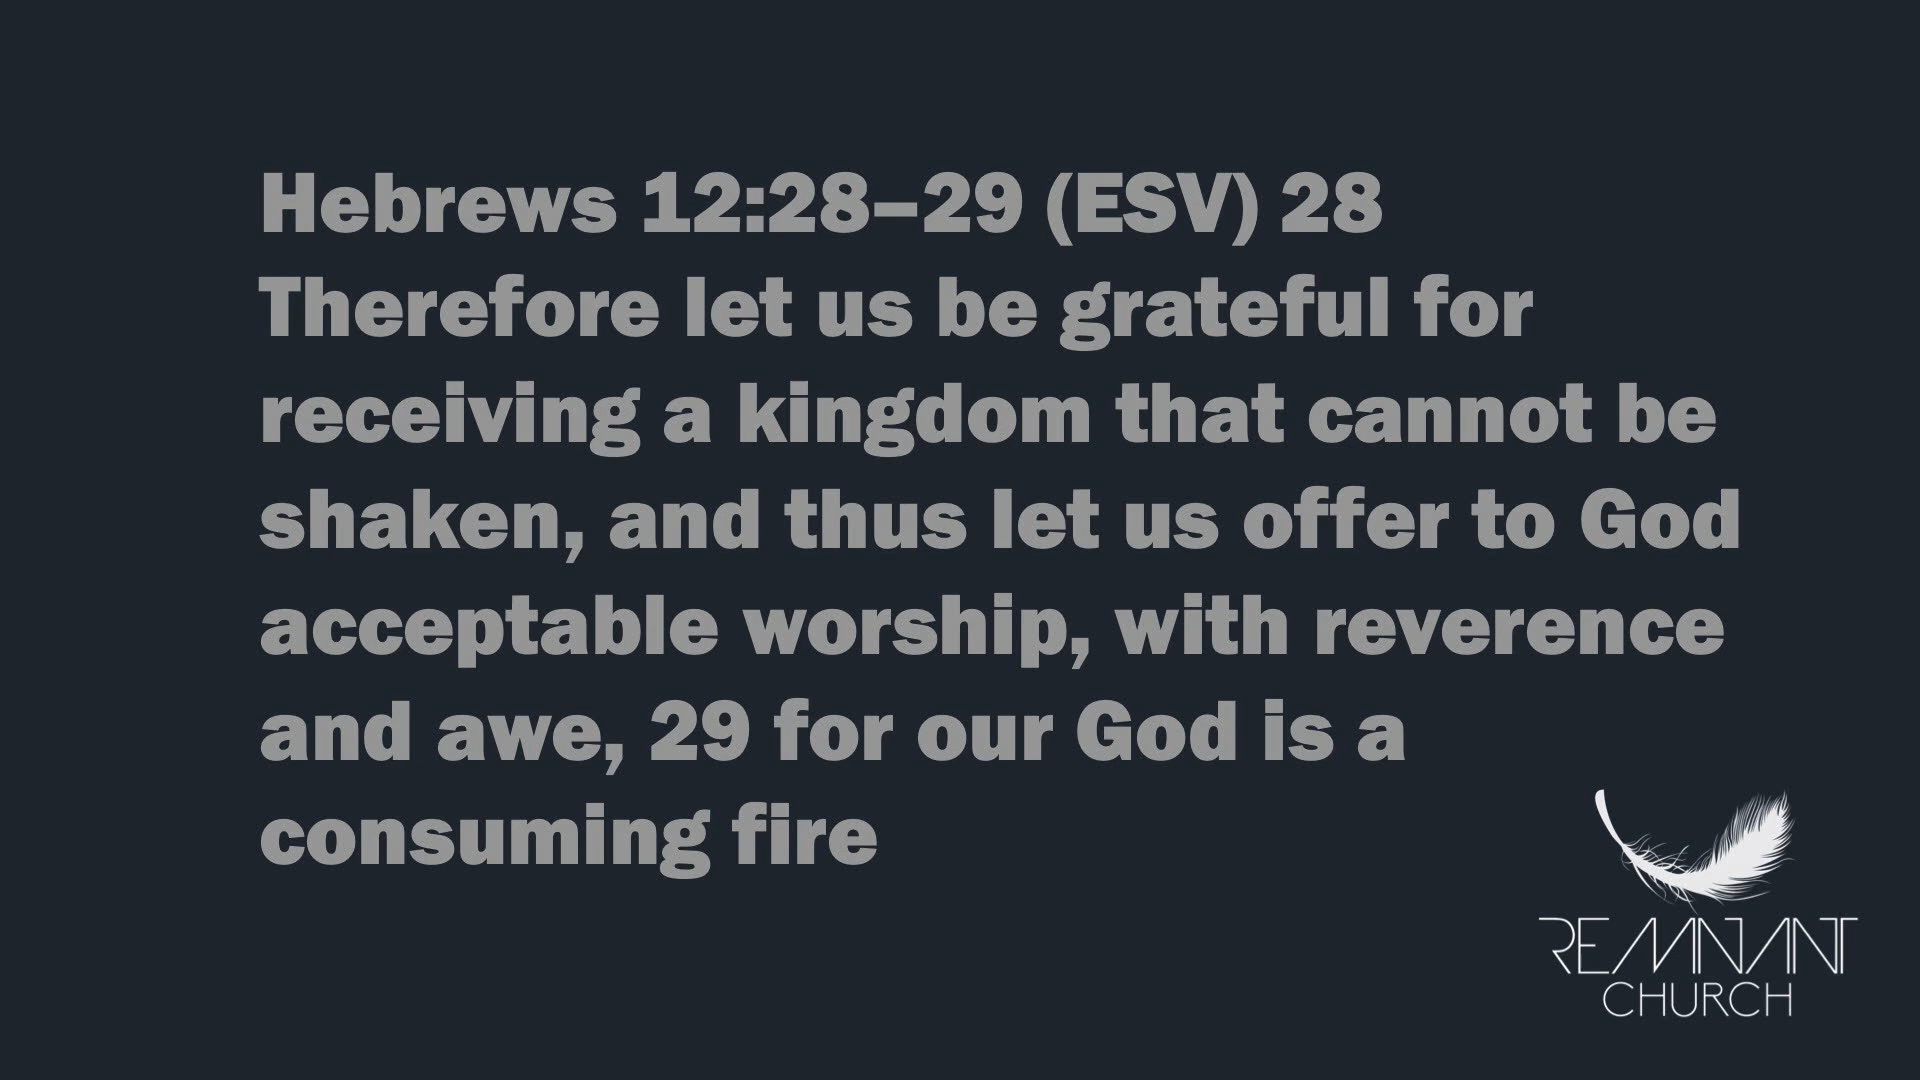 Hebrews 12:28–29 (ESV) 28
Therefore let us be grateful for
receiving a kingdom that cannot be
shaken, and thus let us offer to God
acceptable worship, with reverence
and awe, 29 for our God is a
consuming fire
REMNANT
CHURCH